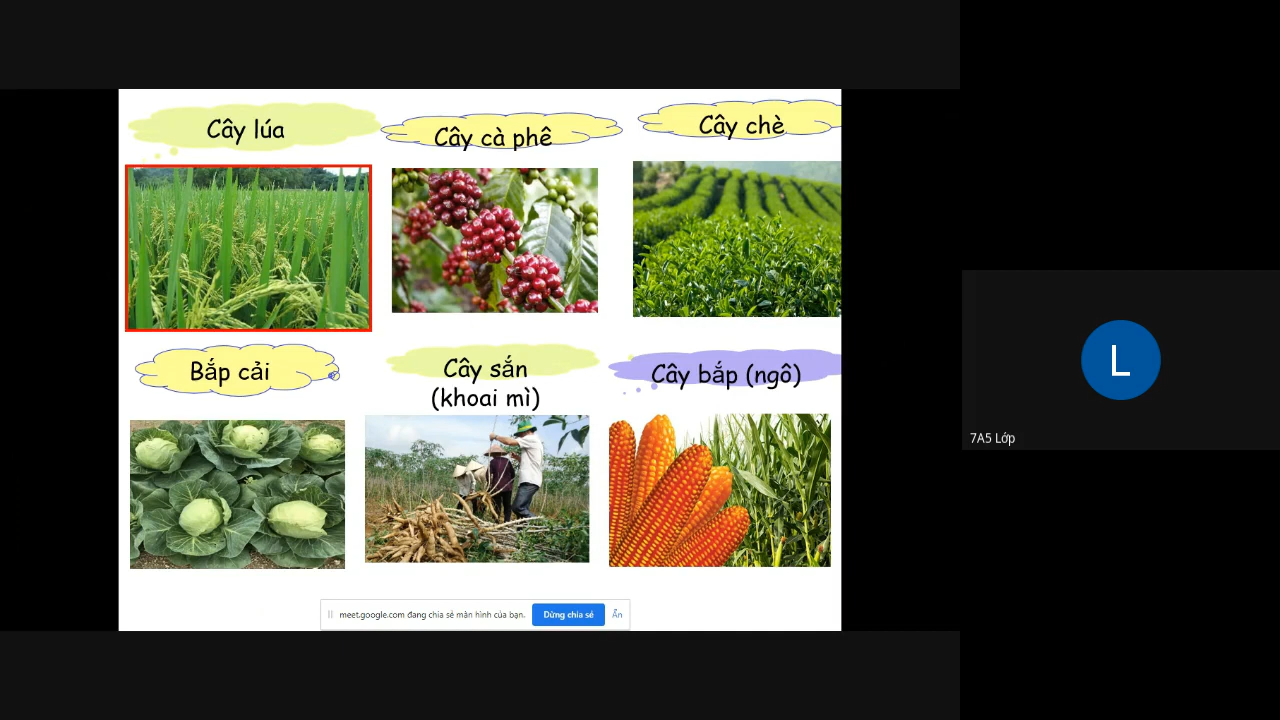 Cây lúa
Cây cà phê
Cây chè
Bắp cải
Cây sắn
(khoai mì)
Cây bắp (ngô)
meet.google.com đang chia sẻ màn hình của bạn.
Dừng chia sẻ
Ẩn
L
7A5 Lớp